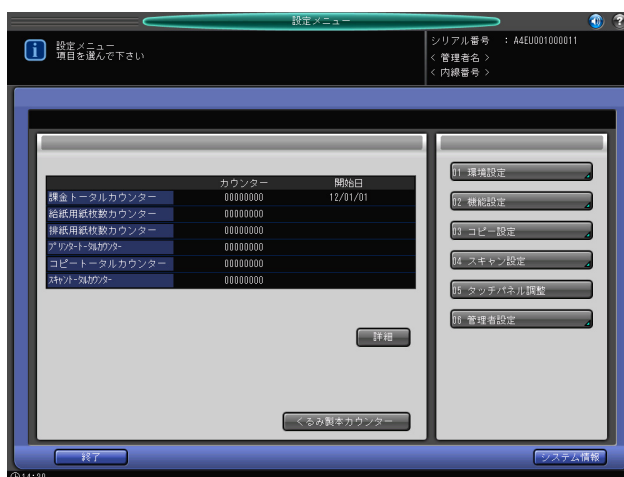 設定メニュー
設定メニュー
項目を選んで下さい
シリアル番号 : A4EU001000011
< 管理者名 >
< 内線番号 >
カウンター 開始日
課金トータルカウンター 00000000 12/01/01
給紙用紙枚数カウンター 00000000
排紙用紙枚数カウンター 00000000
プリンタートータルカウンター 00000000
コピートータルカウンター 00000000
スキャントータルカウンター 00000000
詳細
くるみ製本カウンター
01 環境設定
02 機能設定
03 コピー設定
04 スキャン設定
05 タッチパネル調整
06 管理者設定
終了
システム情報